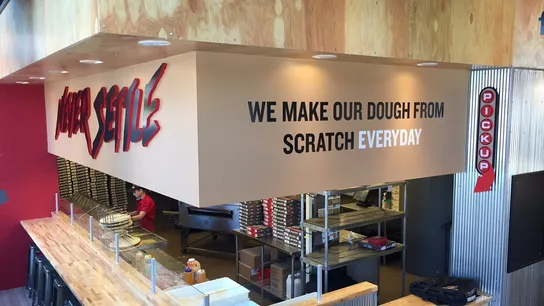 NEVER SETTLE
WE MAKE OUR DOUGH FROM
SCRATCH EVERYDAY
PICKUP